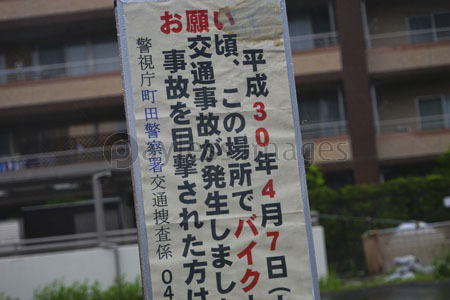 お願い
平成30年4月7日(
頃、この場所でバイク
交通事故が発生しまし
事故を目撃された方は
警視庁町田警察署交通捜査係 04